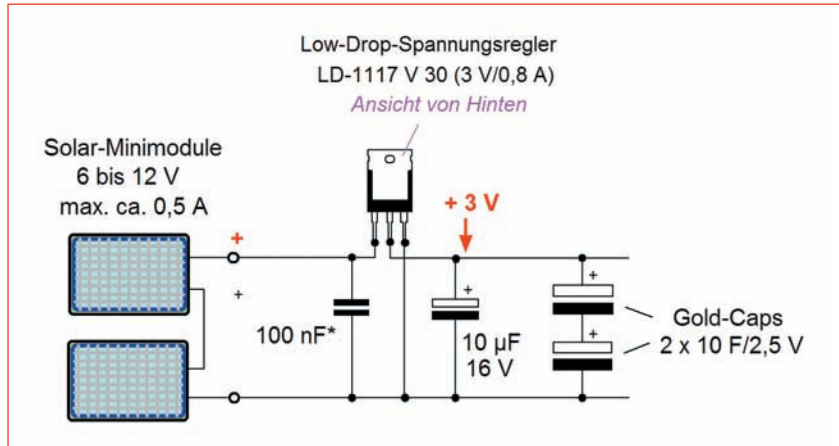 Low-Drop-Spannungsregler
LD-1117 V 30 (3 V/0,8 A)
Ansicht von Hinten
Solar-Minimodule
6 bis 12 V
max. ca. 0,5 A
+
+ 3 V
+
100 nF*
+
10 µF
16 V
+
+
Gold-Caps
2 x 10 F/2,5 V